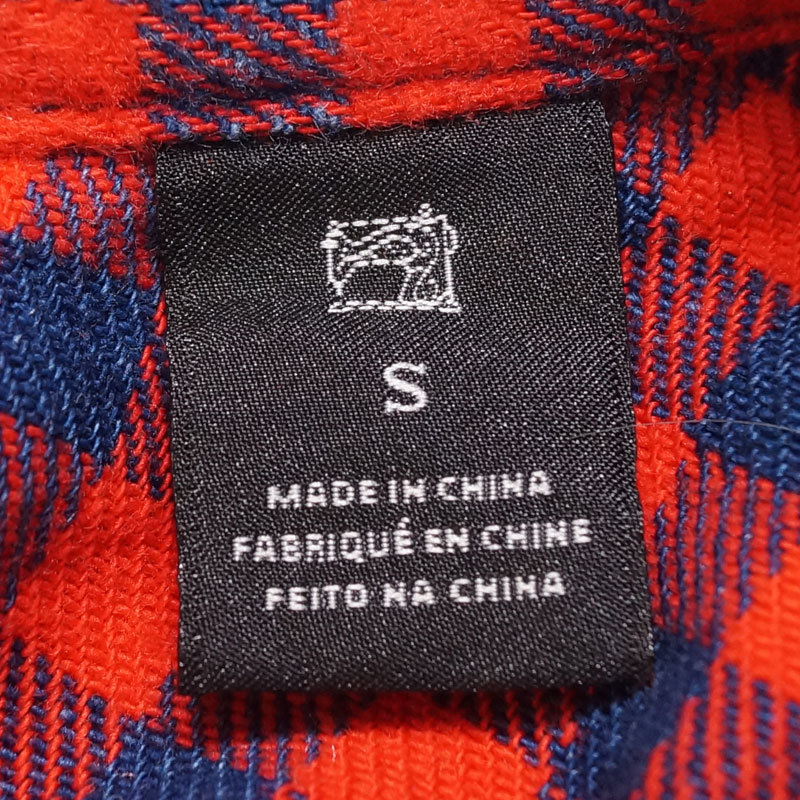 S
MADE IN CHINA
FABRIQUÉ EN CHINE
FEITO NA CHINA